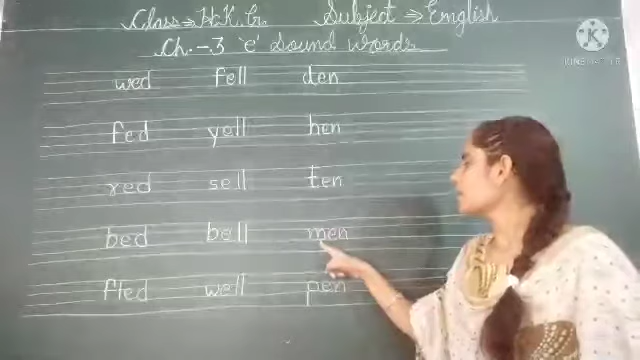 Class → H.K.G. Subject → English
Ch.-3 'e' Sound words
wed fell den
fed yell hen
red sell ten
bed bell men
fled well pen
KINEMASTER